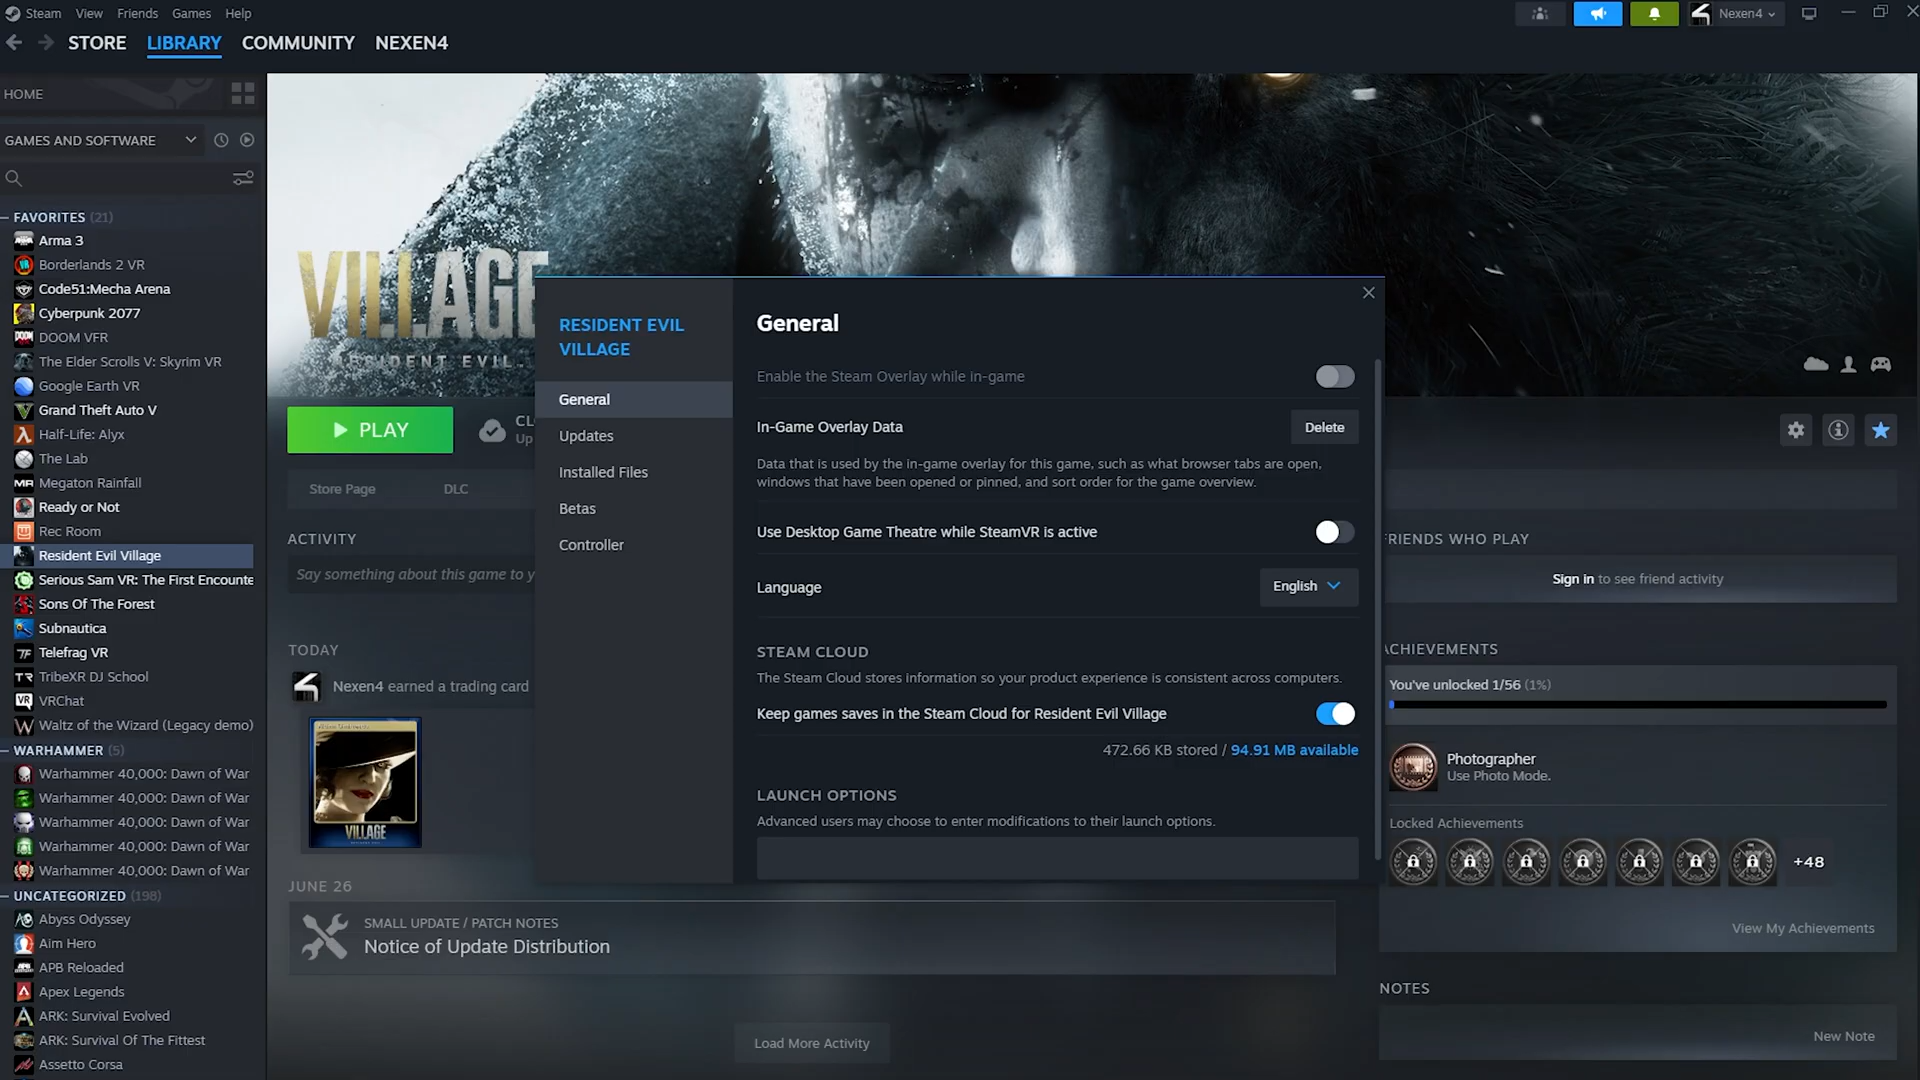 Steam View Friends Games Help
Nexen4
STORE LIBRARY COMMUNITY NEXEN4
HOME
GAMES AND SOFTWARE
FAVORITES (21)
Arma 3
Borderlands 2 VR
Code51:Mecha Arena
Cyberpunk 2077
DOOM VFR
The Elder Scrolls V: Skyrim VR
Google Earth VR
Grand Theft Auto V
Half-Life: Alyx
The Lab
Megaton Rainfall
Ready or Not
Rec Room
Resident Evil Village
Serious Sam VR: The First Encounte
Sons Of The Forest
Subnautica
Telefrag VR
TribeXR DJ School
VRChat
Waltz of the Wizard (Legacy demo)
WARHAMMER (5)
Warhammer 40,000: Dawn of War
Warhammer 40,000: Dawn of War
Warhammer 40,000: Dawn of War
Warhammer 40,000: Dawn of War
Warhammer 40,000: Dawn of War
UNCATEGORIZED (198)
Abyss Odyssey
Aim Hero
APB Reloaded
Apex Legends
ARK: Survival Evolved
ARK: Survival Of The Fittest
Assetto Corsa
VILLAGE
RESIDENT EVIL.
PLAY
CL
Up
Store Page DLC
ACTIVITY
Say something about this game to y
TODAY
Nexen4 earned a trading card
VILLAGE
JUNE 26
SMALL UPDATE / PATCH NOTES
Notice of Update Distribution
Load More Activity
RESIDENT EVIL
VILLAGE
General
Updates
Installed Files
Betas
Controller
General
Enable the Steam Overlay while in-game
In-Game Overlay Data
Delete
Data that is used by the in-game overlay for this game, such as what browser tabs are open,
windows that have been opened or pinned, and sort order for the game overview.
Use Desktop Game Theatre while SteamVR is active
Language
English
STEAM CLOUD
The Steam Cloud stores information so your product experience is consistent across computers.
Keep games saves in the Steam Cloud for Resident Evil Village
472.66 KB stored / 94.91 MB available
LAUNCH OPTIONS
Advanced users may choose to enter modifications to their launch options.
FRIENDS WHO PLAY
Sign in to see friend activity
ACHIEVEMENTS
You've unlocked 1/56 (1%)
Photographer
Use Photo Mode.
Locked Achievements
+48
View My Achievements
NOTES
New Note